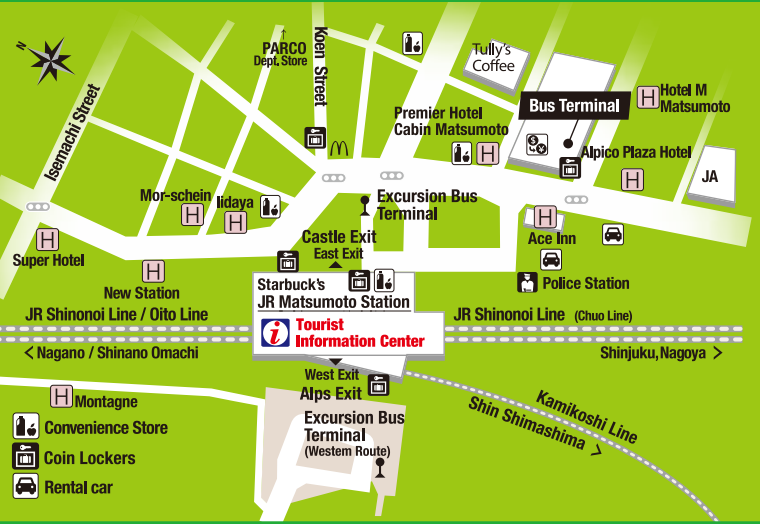 N
Isemachi Street
↑
PARCO
Dept. Store
Koen Street
Tully's
Coffee
Bus Terminal
H Hotel M
Matsumoto
Premier Hotel
Cabin Matsumoto
H
$ ¥
Alpico Plaza Hotel
H
JA
Mor-schein
H
Iidaya
H
Excursion Bus
Terminal
H
Ace Inn
H
Super Hotel
H
New Station
Castle Exit
East Exit
Police Station
Starbuck's
JR Matsumoto Station
i Tourist
Information Center
JR Shinonoi Line / Oito Line
JR Shinonoi Line (Chuo Line)
< Nagano / Shinano Omachi
Shinjuku, Nagoya >
West Exit
Alps Exit
H Montagne
Excursion Bus
Terminal
(Westem Route)
Kamikoshi Line
Shin Shimashima >
Convenience Store
Coin Lockers
Rental car